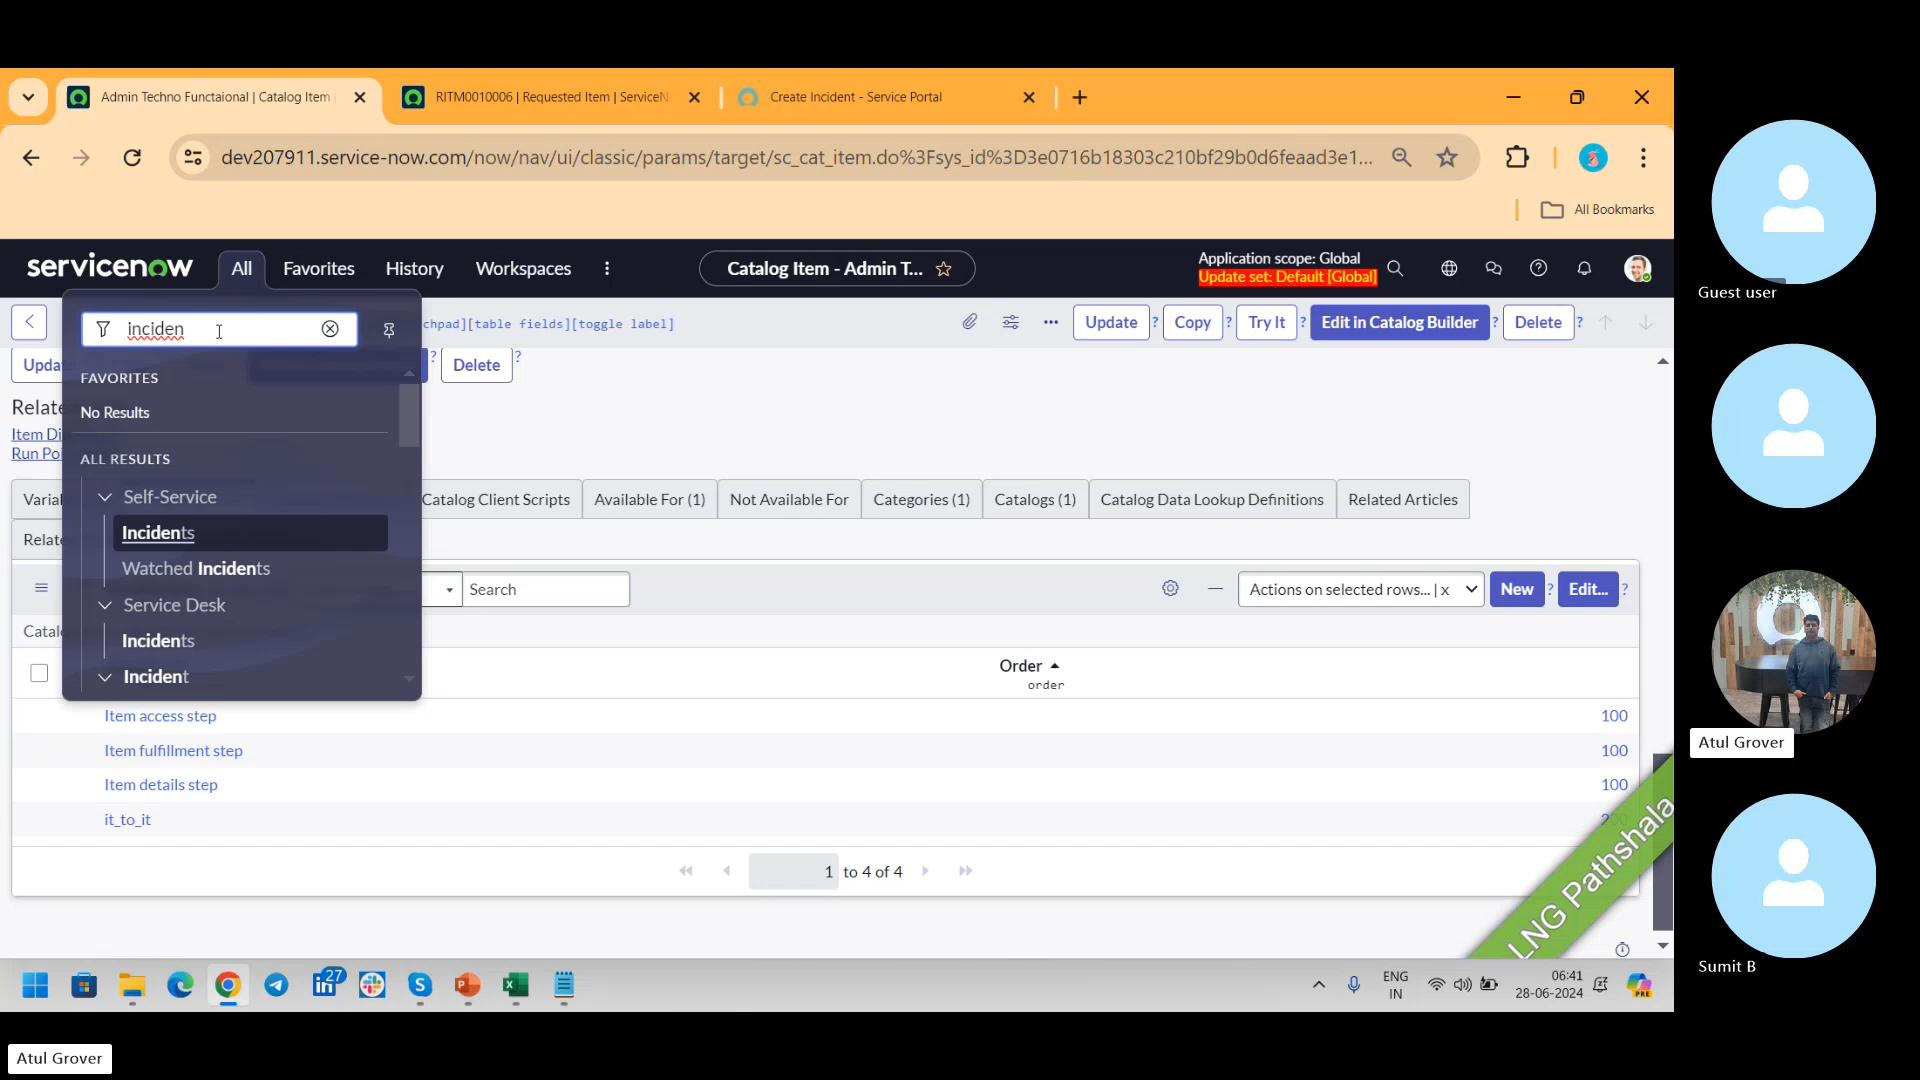 Admin Techno Functaional | Catalog Item
RITM0010006 | Requested Item | ServiceN
Create Incident - Service Portal
dev207911.service-now.com/now/nav/ui/classic/params/target/sc_cat_item.do%3Fsys_id%3D3e0716b18303c210bf29b0d6feaad3e1...
All Bookmarks
servicenow
All
Favorites
History
Workspaces
Catalog Item - Admin T...
Application scope: Global
Update set: Default [Global]
inciden
chpad][table fields][toggle label]
Update
?
Copy
?
Try It
?
Edit in Catalog Builder
?
Delete
?
Upda
?
Delete
?
FAVORITES
No Results
ALL RESULTS
Self-Service
Incidents
Watched Incidents
Service Desk
Incidents
Incident
Relate
Item Di
Run Poi
Varia
Catalog Client Scripts
Available For (1)
Not Available For
Categories (1)
Catalogs (1)
Catalog Data Lookup Definitions
Related Articles
Relate
Search
Actions on selected rows... | x
New
?
Edit...
?
Catal
Order
order
Item access step 100
Item fulfillment step 100
Item details step 100
it_to_it 200
1 to 4 of 4
LNG Pathshala
27
ENG
IN
06:41
28-06-2024
PRE
Guest user
Atul Grover
Sumit B
Atul Grover